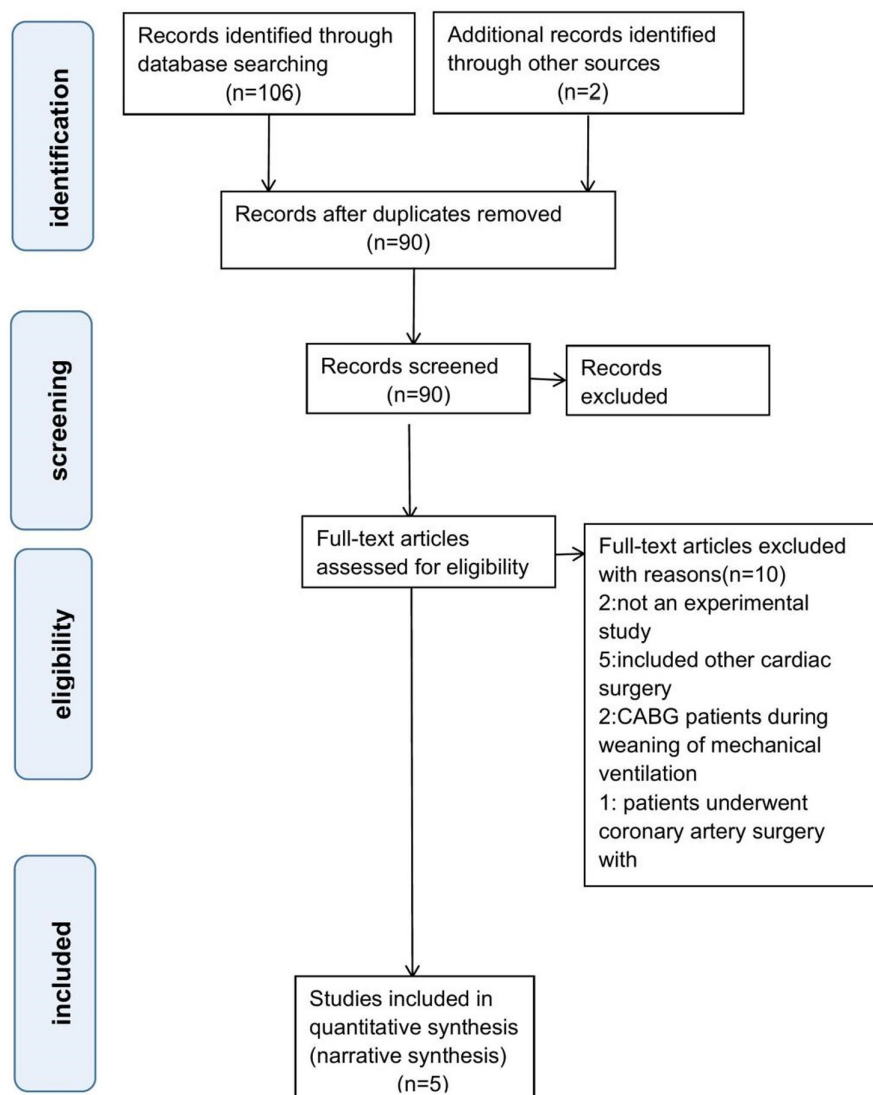 identification
Records identified through
database searching
(n=106)
Additional records identified
through other sources
(n=2)
Records after duplicates removed
(n=90)
screening
Records screened
(n=90)
Records
excluded
eligibility
Full-text articles
assessed for eligibility
Full-text articles excluded
with reasons(n=10)
2:not an experimental
study
5:included other cardiac
surgery
2:CABG patients during
weaning of mechanical
ventilation
1: patients underwent
coronary artery surgery
with
included
Studies included in
quantitative synthesis
(narrative synthesis)
(n=5)